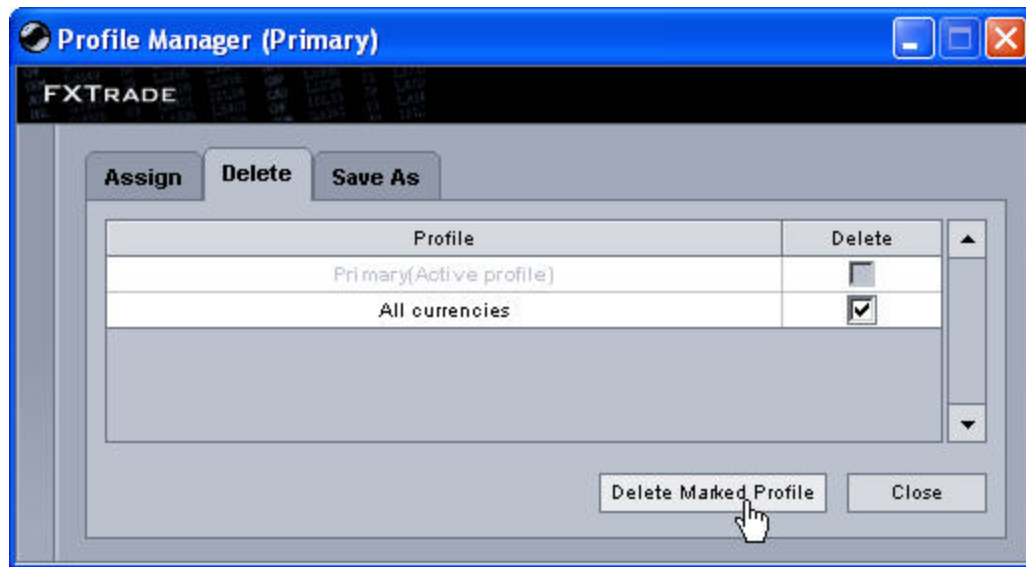 Profile Manager (Primary)
FXTRADE
Assign Delete Save As
Profile Delete
Primary(Active profile)
All currencies
Delete Marked Profile Close